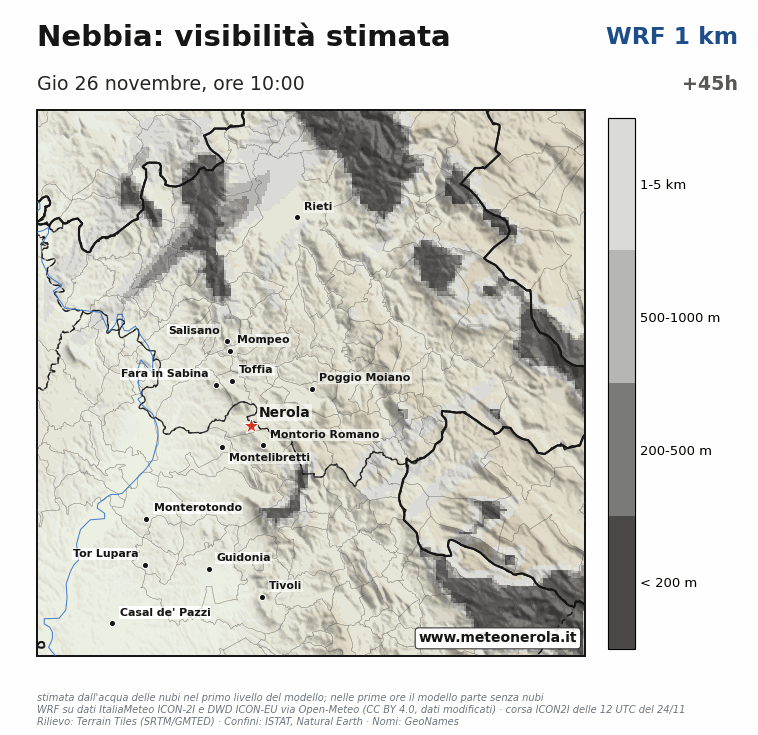 Nebbia: visibilità stimata
WRF 1 km
Gio 26 novembre, ore 10:00
+45h
Rieti
1-5 km
500-1000 m
200-500 m
< 200 m
Salisano
Mompeo
Fara in Sabina
Toffia
Poggio Moiano
Nerola
Montorio Romano
Montelibretti
Monterotondo
Tor Lupara
Guidonia
Tivoli
Casal de' Pazzi
www.meteonerola.it
stimata dall'acqua delle nubi nel primo livello del modello; nelle prime ore il modello parte senza nubi
WRF su dati ItaliaMeteo ICON-2I e DWD ICON-EU via Open-Meteo (CC BY 4.0, dati modificati) · corsa ICON2I delle 12 UTC del 24/11
Rilievo: Terrain Tiles (SRTM/GMTED) · Confini: ISTAT, Natural Earth · Nomi: GeoNames